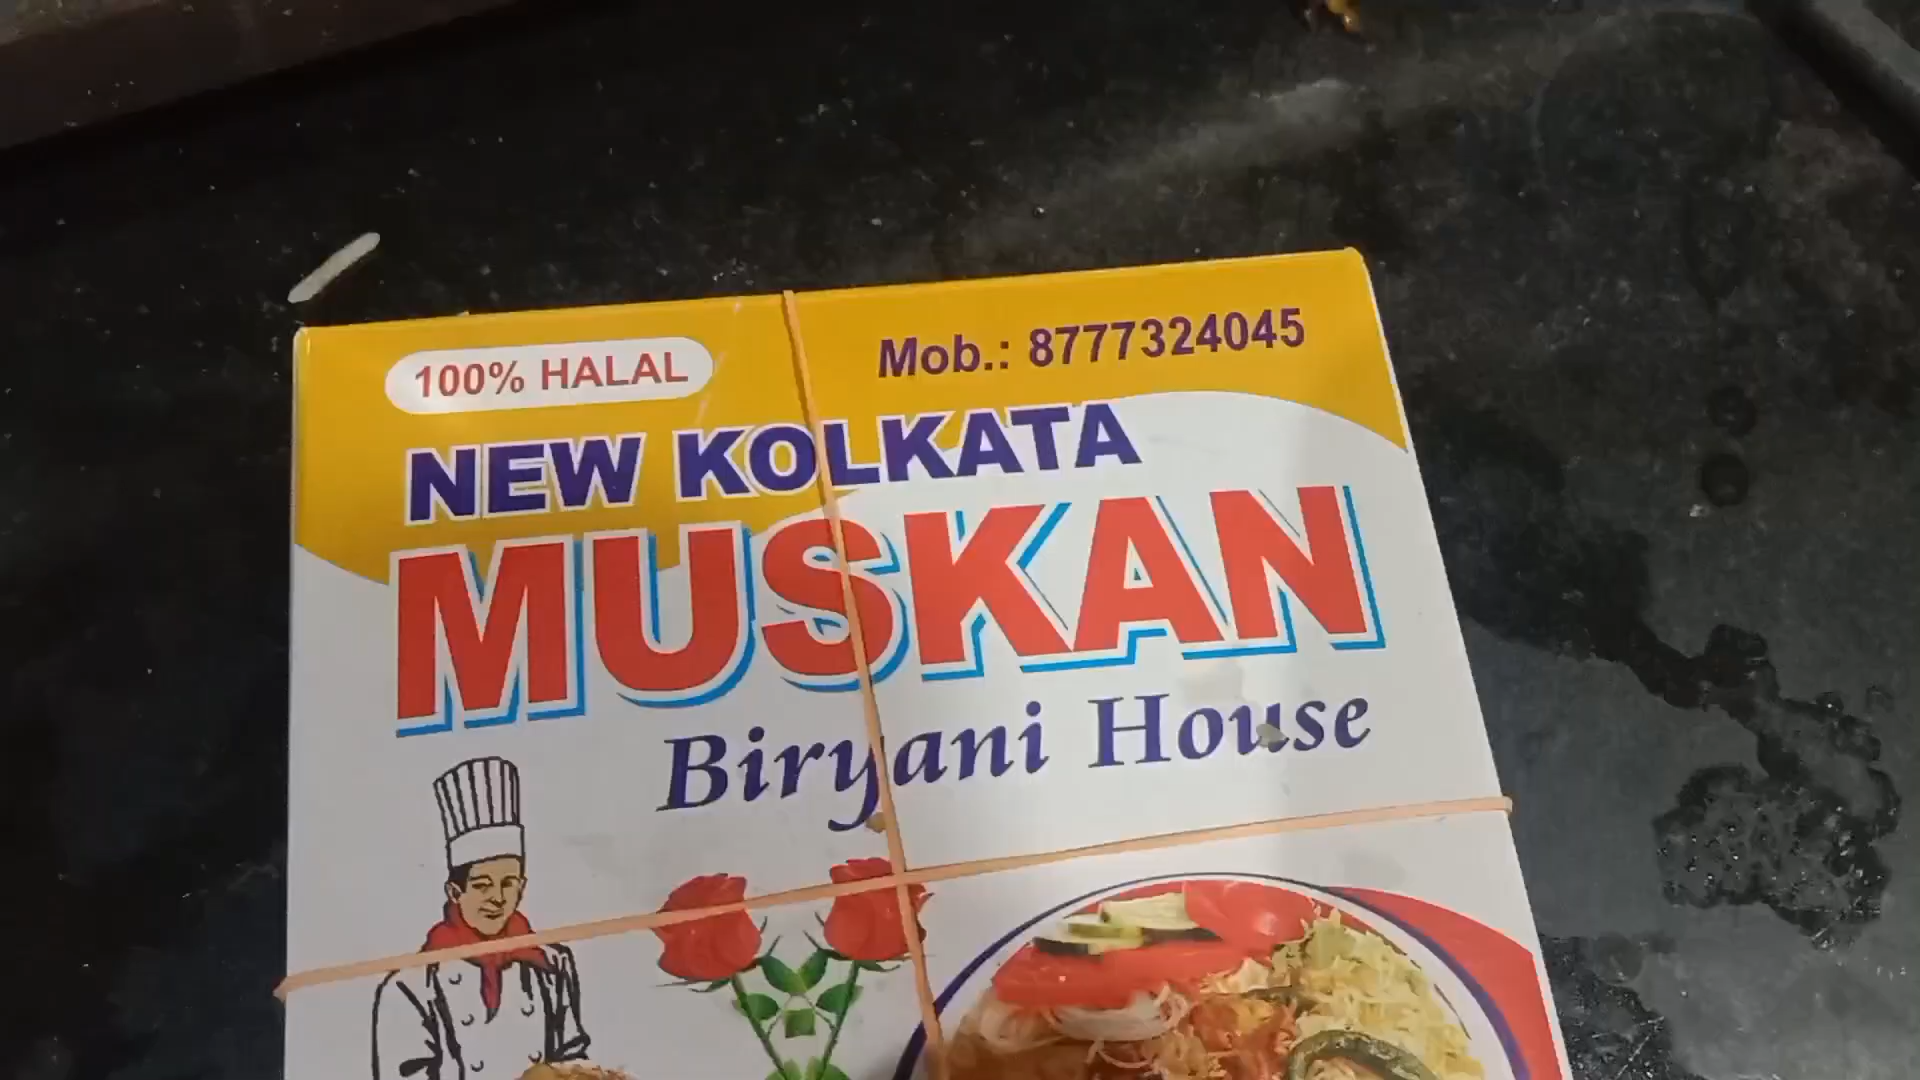 100% HALAL
Mob.: 8777324045
NEW KOLKATA
MUSKAN
Biryani House